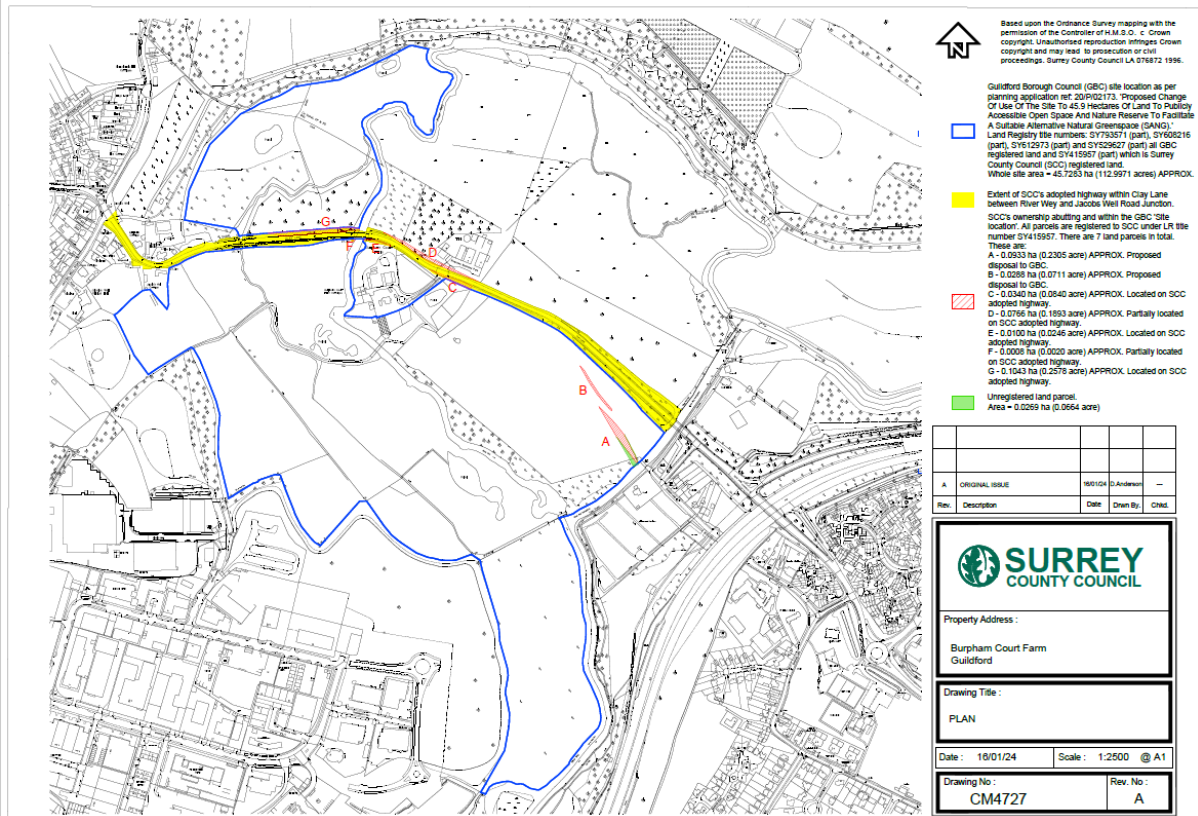 Based upon the Ordnance Survey mapping with the
permission of the Controller of H.M.S.O. c Crown
copyright. Unauthorised reproduction infringes Crown
copyright and may lead to prosecution or civil
proceedings. Surrey County Council LA 076872 1996.
N
Guildford Borough Council (GBC) site location as per
planning application ref: 20/P/02173. 'Proposed Change
Of Use Of The Site To 45.9 Hectares Of Land To Publicly
Accessible Open Space And Nature Reserve To Facilitate
A Suitable Alternative Natural Greenspace (SANG).'
Land Registry title numbers: SY793571 (part), SY608216
(part), SY612973 (part) and SY529627 (part) all GBC
registered land and SY415957 (part) which is Surrey
County Council (SCC) registered land.
Whole site area = 45.7283 ha (112.9971 acres) APPROX.
Extent of SCC's adopted highway within Clay Lane
between River Wey and Jacobs Well Road Junction.
SCC's ownership abutting and within the GBC 'Site
location'. All parcels are registered to SCC under LR title
number SY415957. There are 7 land parcels in total.
These are:
A - 0.0933 ha (0.2305 acre) APPROX. Proposed
disposal to GBC.
B - 0.0288 ha (0.0711 acre) APPROX. Proposed
disposal to GBC.
C - 0.0340 ha (0.0840 acre) APPROX. Located on SCC
adopted highway.
D - 0.0766 ha (0.1893 acre) APPROX. Partially located
on SCC adopted highway.
E - 0.0100 ha (0.0246 acre) APPROX. Located on SCC
adopted highway.
F - 0.0008 ha (0.0020 acre) APPROX. Partially located
on SCC adopted highway.
G - 0.1043 ha (0.2578 acre) APPROX. Located on SCC
adopted highway.
Unregistered land parcel.
Area = 0.0269 ha (0.0664 acre)
G
F
E
D
C
B
A
A ORIGINAL ISSUE 16/01/24 D.Anderson —
Rev. Description Date Drwn By. Chkd.
SURREY
COUNTY COUNCIL
Property Address :
Burpham Court Farm
Guildford
Drawing Title :
PLAN
Date : 16/01/24 Scale : 1:2500 @ A1
Drawing No : Rev. No :
CM4727 A